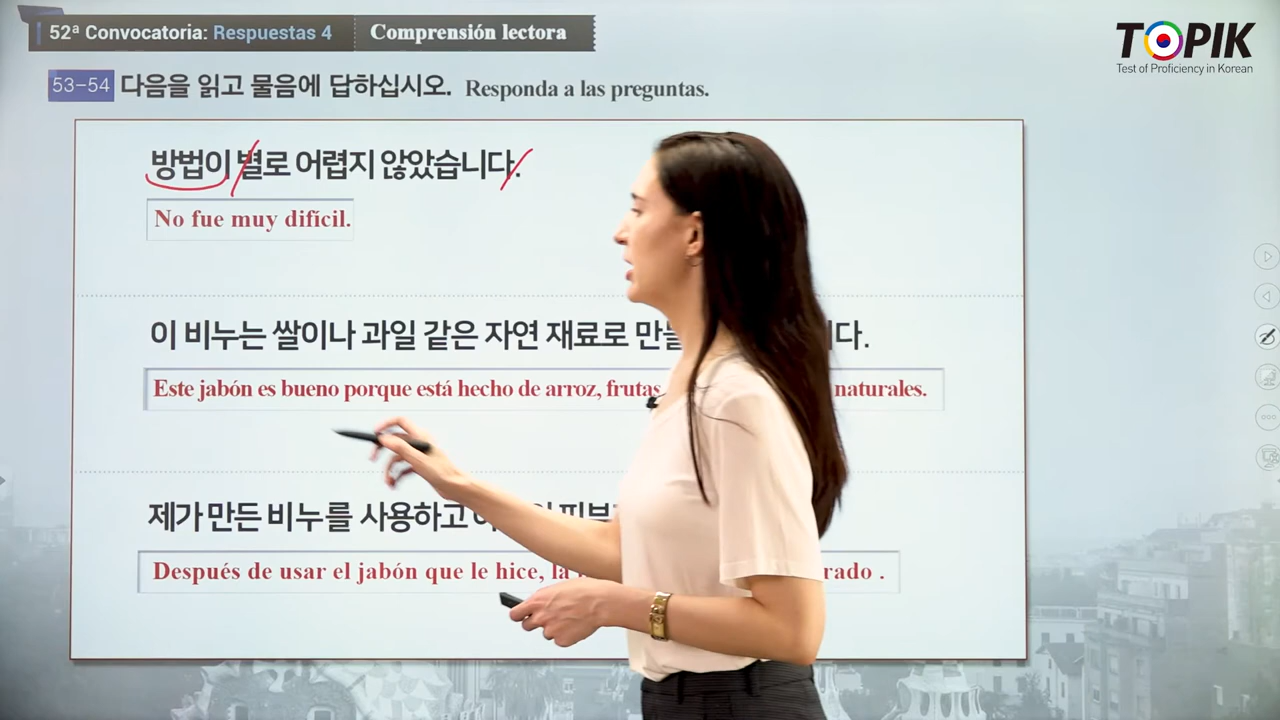 52ª Convocatoria: Respuestas 4 Comprensión lectora
TOPIK
Test of Proficiency in Korean
53-54 다음을 읽고 물음에 답하십시오. Responda a las preguntas.
방법이 별로 어렵지 않았습니다.
No fue muy difícil.
이 비누는 쌀이나 과일 같은 자연 재료로
Este jabón es bueno porque está hecho de arroz, frutas naturales.
제가 만든 비누를 사용하고
Después de usar el jabón que le hice, la